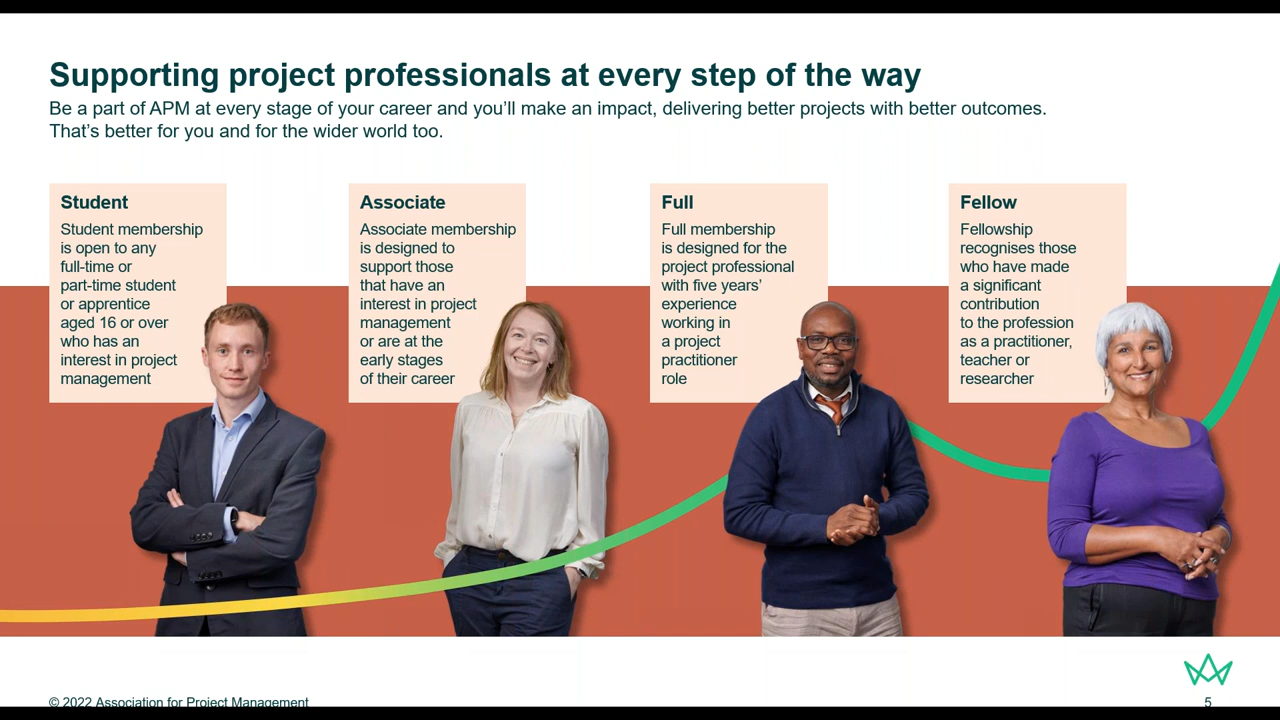 Supporting project professionals at every step of the way
Be a part of APM at every stage of your career and you'll make an impact, delivering better projects with better outcomes.
That's better for you and for the wider world too.
Student
Student membership
is open to any
full-time or
part-time student
or apprentice
aged 16 or over
who has an
interest in project
management
Associate
Associate membership
is designed to
support those
that have an
interest in project
management
or are at the
early stages
of their career
Full
Full membership
is designed for the
project professional
with five years'
experience
working in
a project
practitioner
role
Fellow
Fellowship
recognises those
who have made
a significant
contribution
to the profession
as a practitioner,
teacher or
researcher
© 2022 Association for Project Management
5